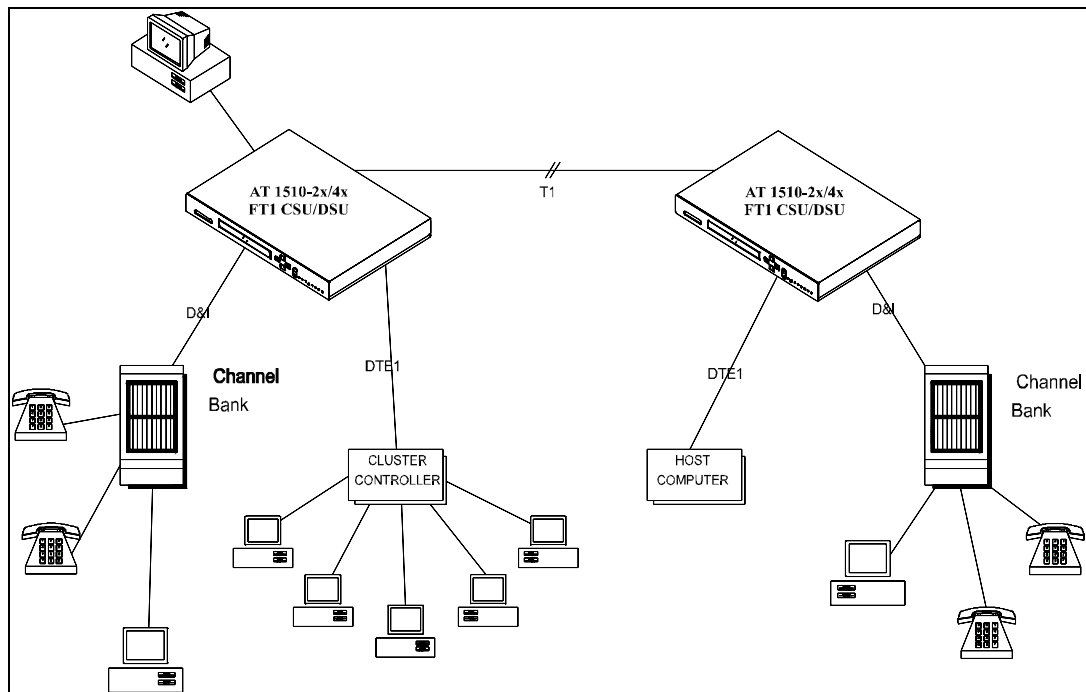 AT 1510-2x/4x
FT1 CSU/DSU
T1
AT 1510-2x/4x
FT1 CSU/DSU
D&I
DTE1
DTE1
D&I
Channel
Bank
CLUSTER
CONTROLLER
HOST
COMPUTER
Channel
Bank